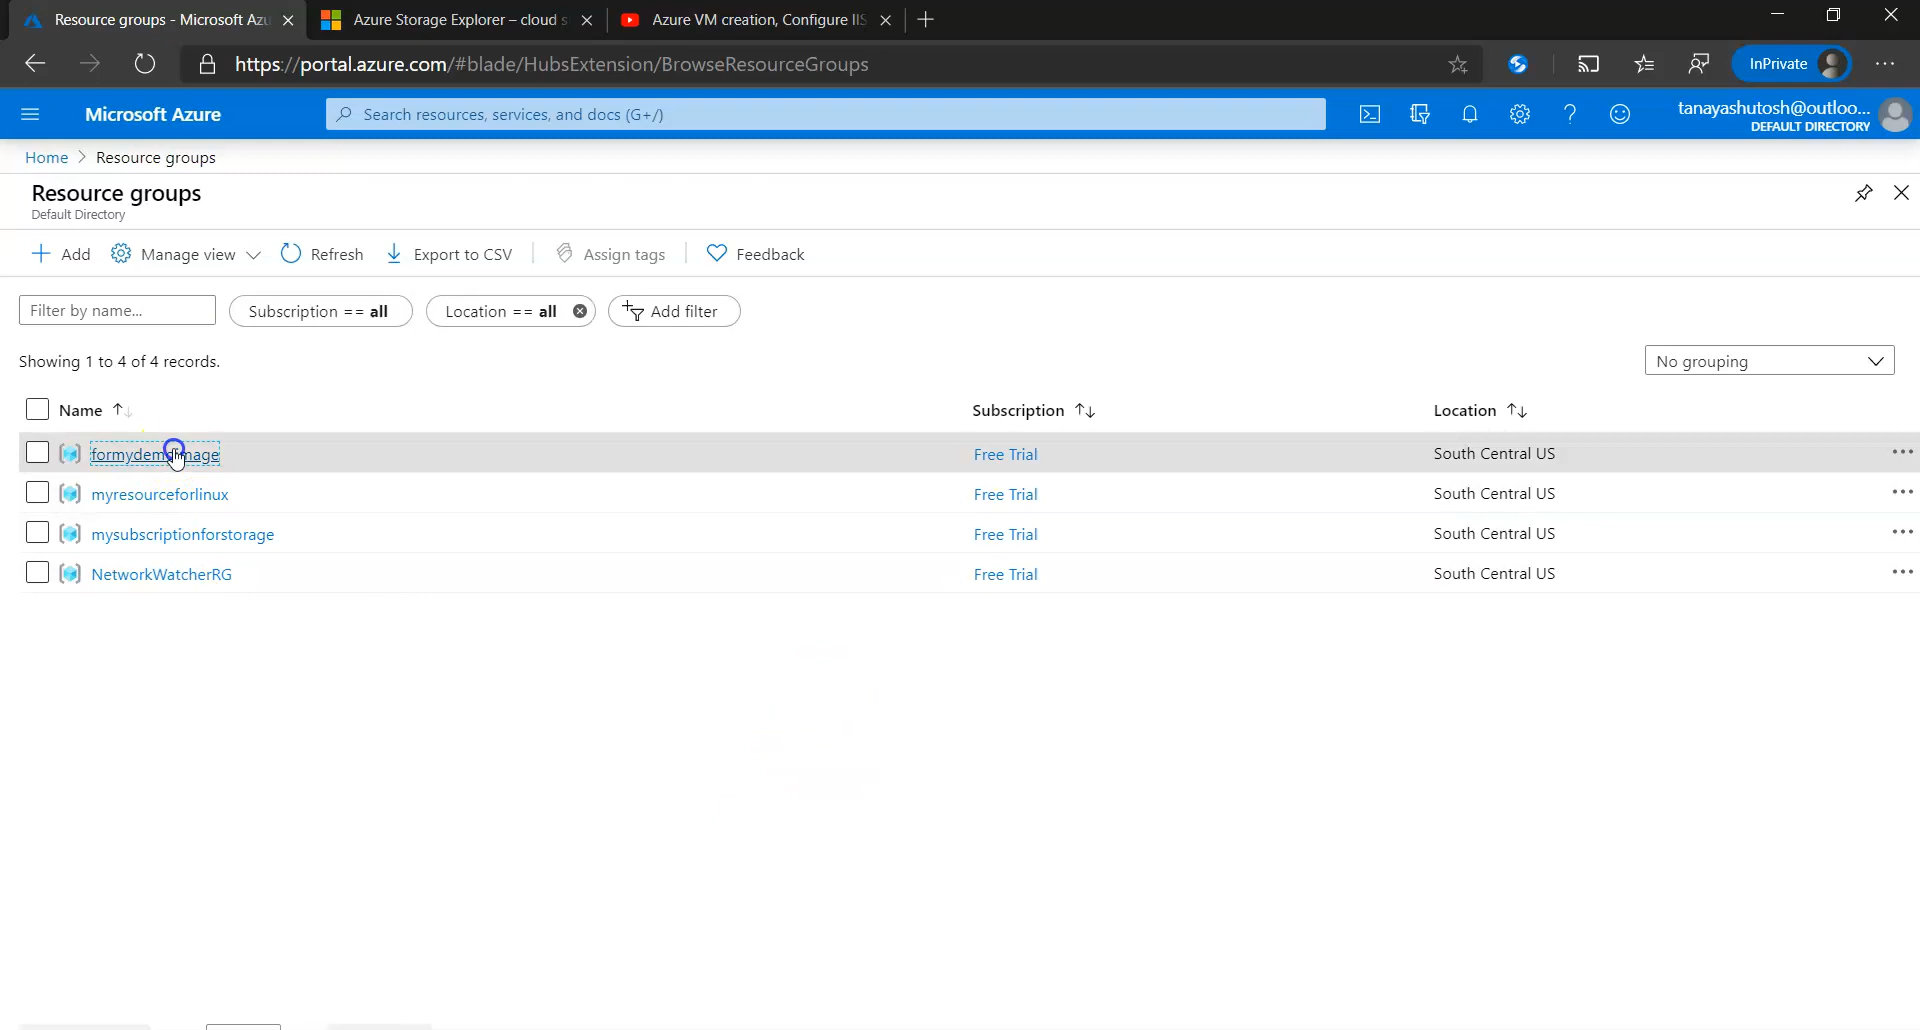 Resource groups - Microsoft Azu
Azure Storage Explorer – cloud s
Azure VM creation, Configure IIS
https://portal.azure.com/#blade/HubsExtension/BrowseResourceGroups
InPrivate
Microsoft Azure
Search resources, services, and docs (G+/)
tanayashutosh@outloo...
DEFAULT DIRECTORY
Home > Resource groups
Resource groups
Default Directory
Add
Manage view
Refresh
Export to CSV
Assign tags
Feedback
Filter by name...
Subscription == all
Location == all
Add filter
Showing 1 to 4 of 4 records.
No grouping
Name Subscription Location
Free Trial South Central US
myresourceforlinux Free Trial South Central US
mysubscriptionforstorage Free Trial South Central US
NetworkWatcherRG Free Trial South Central US